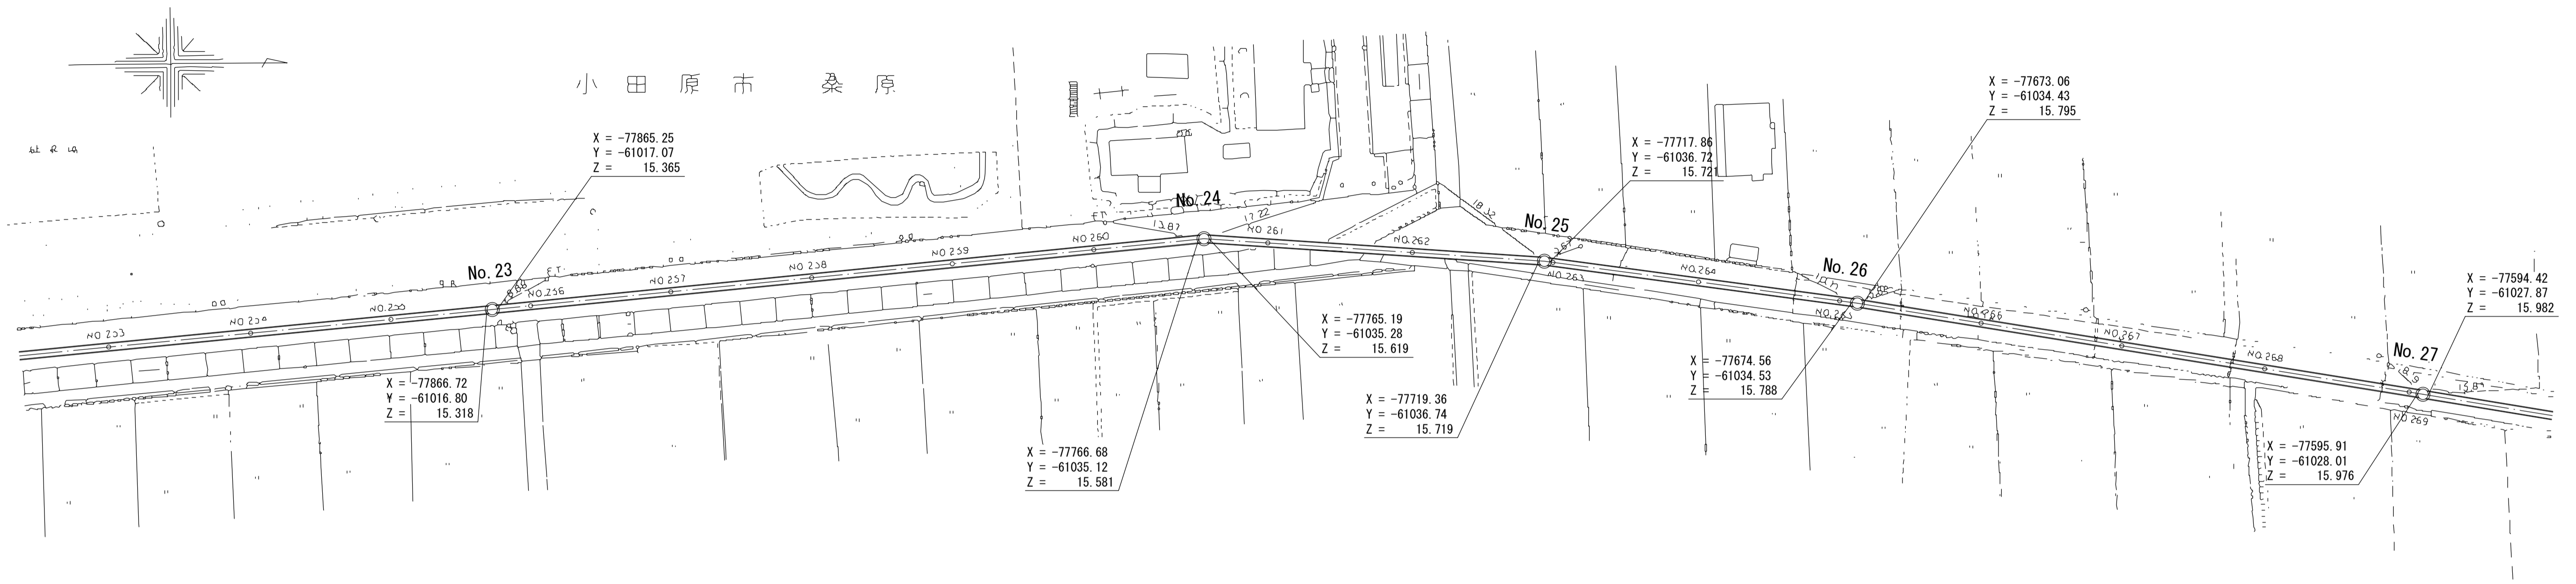 小田原市 桑原
X = -77865.25
Y = -61017.07
Z = 15.365
X = -77673.06
Y = -61034.43
Z = 15.795
X = -77717.86
Y = -61036.72
Z = 15.721
No.24
No.25
No.23
No.26
No.27
X = -77594.42
Y = -61027.87
Z = 15.982
13.87
17.22
18.32
F.T.
NO.253
NO.254
NO.256
NO.257
NO.258
NO.259
NO.260
NO.261
NO.262
NO.263
NO.264
NO.265
NO.266
NO.267
NO.268
NO.269
X = -77765.19
Y = -61035.28
Z = 15.619
X = -77866.72
Y = -61016.80
Z = 15.318
X = -77674.56
Y = -61034.53
Z = 15.788
X = -77719.36
Y = -61036.74
Z = 15.719
X = -77766.68
Y = -61035.12
Z = 15.581
X = -77595.91
Y = -61028.01
Z = 15.976